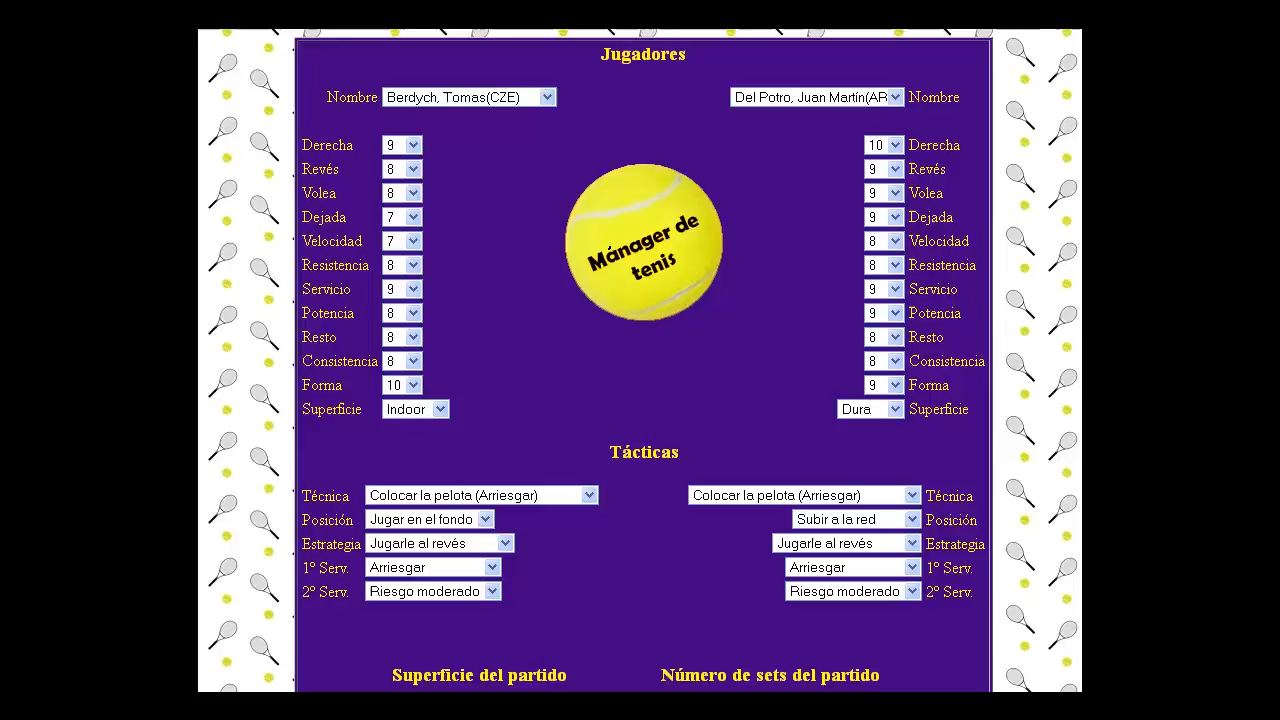 Jugadores
Nombre Berdych, Tomas(CZE) Del Potro, Juan Martín(AR Nombre
Derecha 9 10 Derecha
Revés 8 9 Revés
Volea 8 9 Volea
Dejada 7 9 Dejada
Velocidad 7 8 Velocidad
Resistencia 8 8 Resistencia
Servicio 9 9 Servicio
Potencia 8 9 Potencia
Resto 8 8 Resto
Consistencia 8 8 Consistencia
Forma 10 9 Forma
Superficie Indoor Dura Superficie
Mánager de
tenis
Tácticas
Técnica Colocar la pelota (Arriesgar) Colocar la pelota (Arriesgar) Técnica
Posición Jugar en el fondo Subir a la red Posición
Estrategia Jugarle al revés Jugarle al revés Estrategia
1º Serv. Arriesgar Arriesgar 1º Serv.
2º Serv. Riesgo moderado Riesgo moderado 2º Serv.
Superficie del partido Número de sets del partido